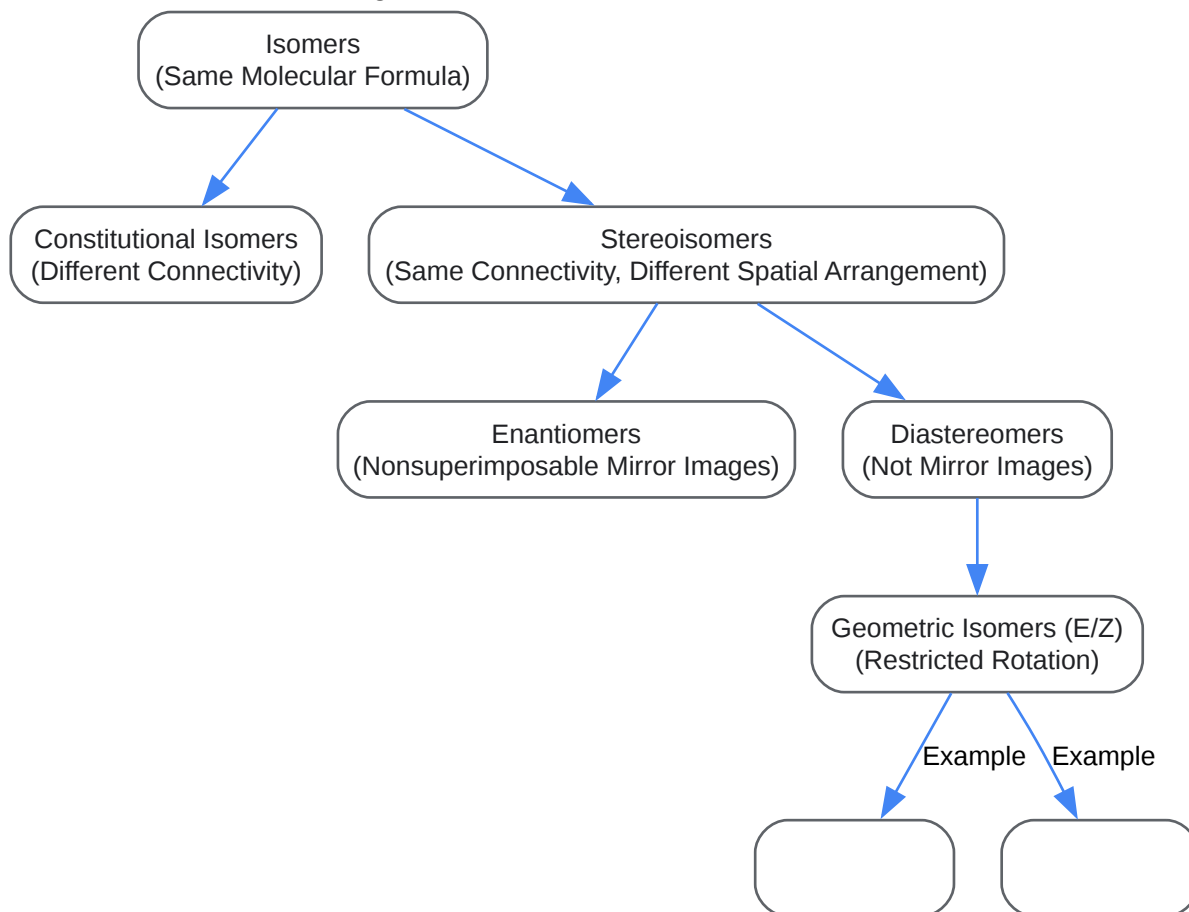 Isomers
(Same Molecular Formula)
Constitutional Isomers
(Different Connectivity)
Stereoisomers
(Same Connectivity, Different Spatial Arrangement)
Enantiomers
(Nonsuperimposable Mirror Images)
Diastereomers
(Not Mirror Images)
Geometric Isomers (E/Z)
(Restricted Rotation)
Example
Example